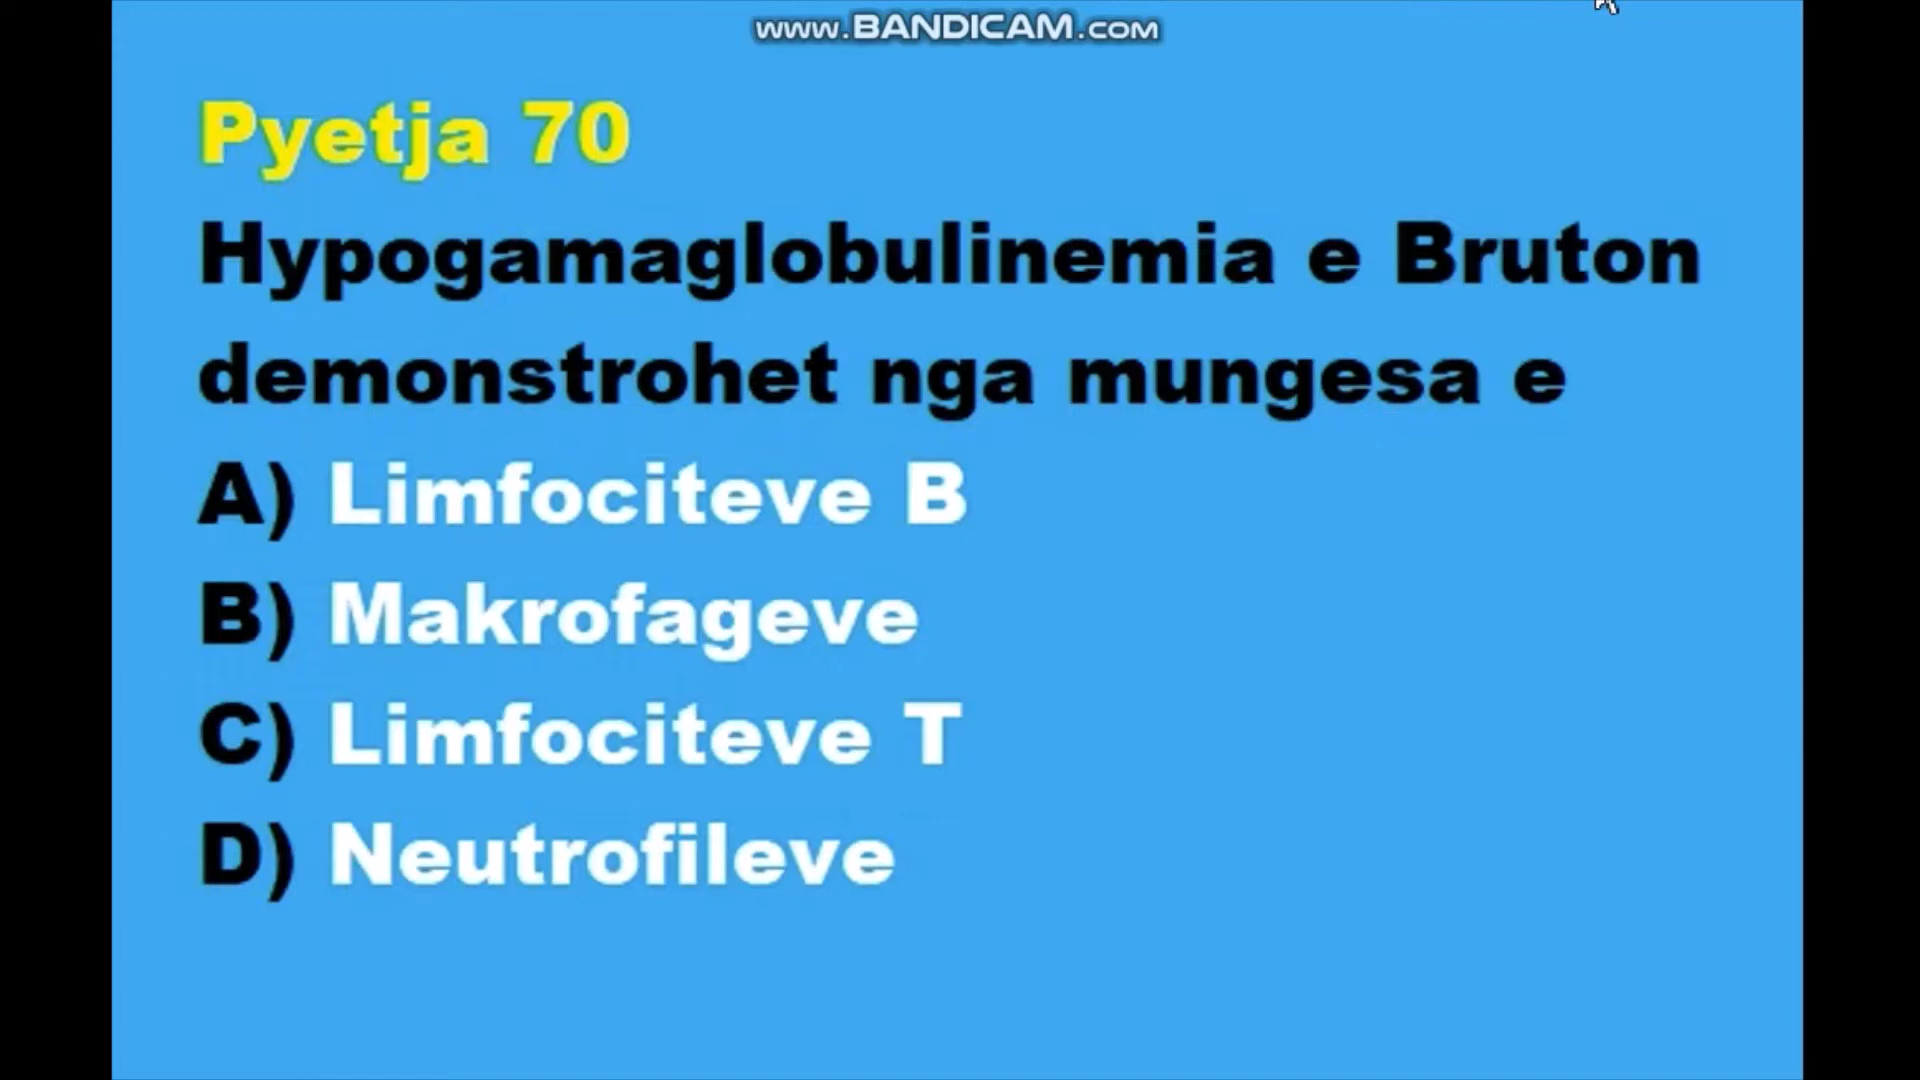 www.BANDICAM.com
Pyetja 70
Hypogamaglobulinemia e Bruton
demonstrohet nga mungesa e
A) Limfociteve B
B) Makrofageve
C) Limfociteve T
D) Neutrofileve